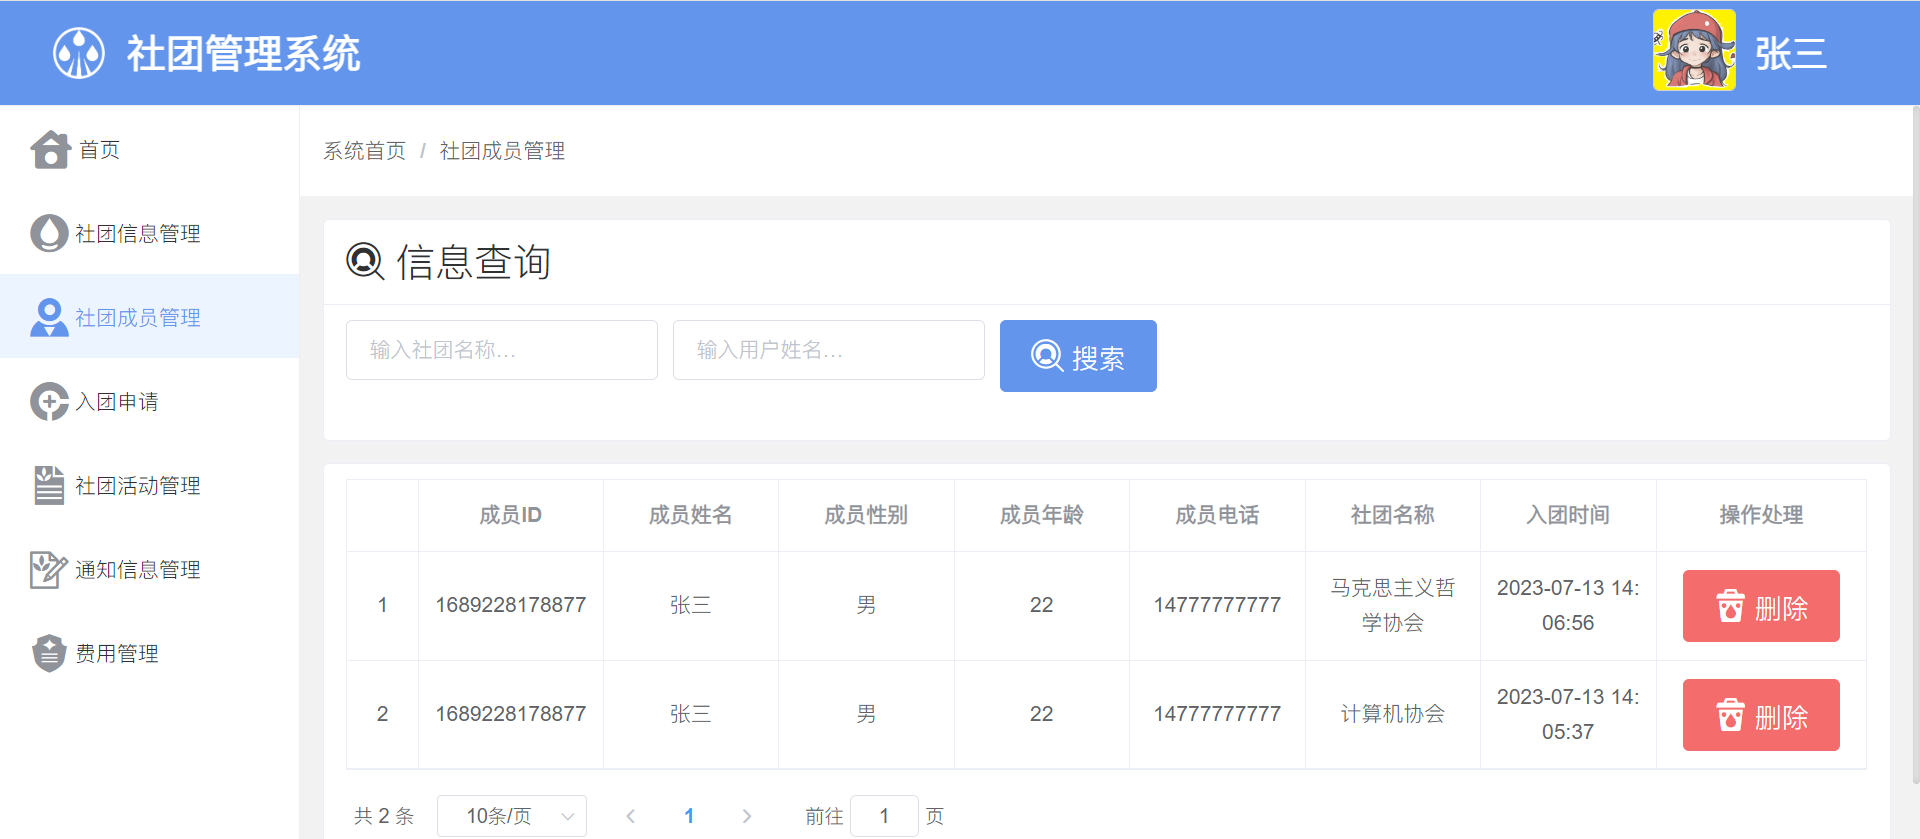 社团管理系统
张三
首页
社团信息管理
社团成员管理
入团申请
社团活动管理
通知信息管理
费用管理
系统首页 / 社团成员管理
信息查询
输入社团名称…
输入用户姓名…
搜索
成员ID 成员姓名 成员性别 成员年龄 成员电话 社团名称 入团时间 操作处理
1 1689228178877 张三 男 22 14777777777 马克思主义哲
学协会 2023-07-13 14:
06:56 删除
2 1689228178877 张三 男 22 14777777777 计算机协会 2023-07-13 14:
05:37 删除
共 2 条 10条/页 1 前往 1 页